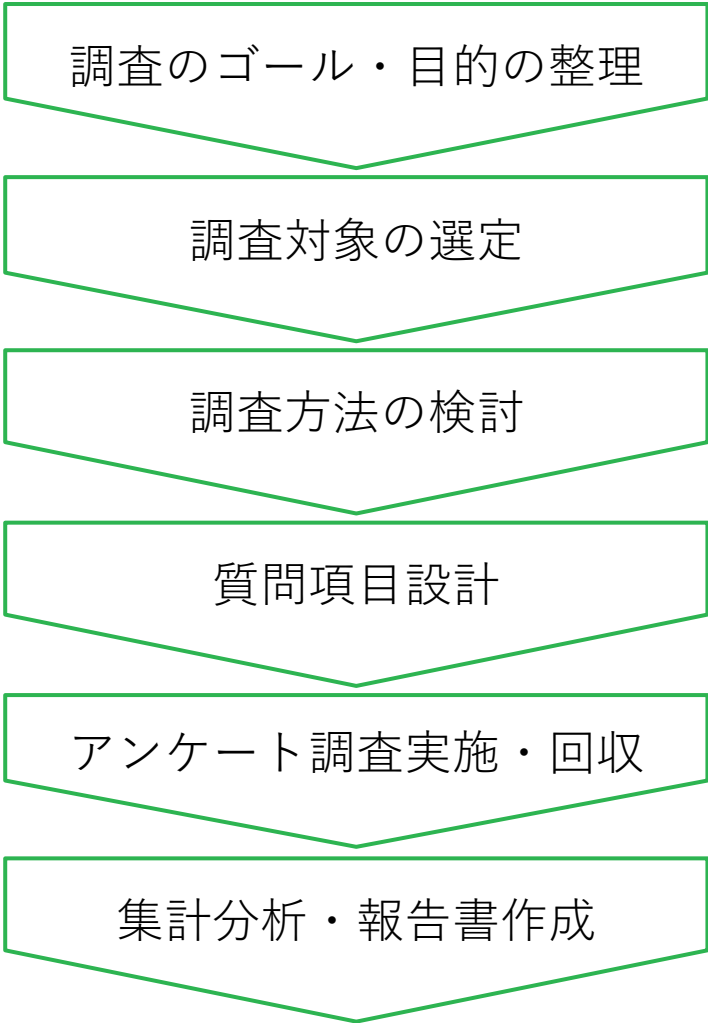 調査のゴール・目的の整理
調査対象の選定
調査方法の検討
質問項目設計
アンケート調査実施・回収
集計分析・報告書作成